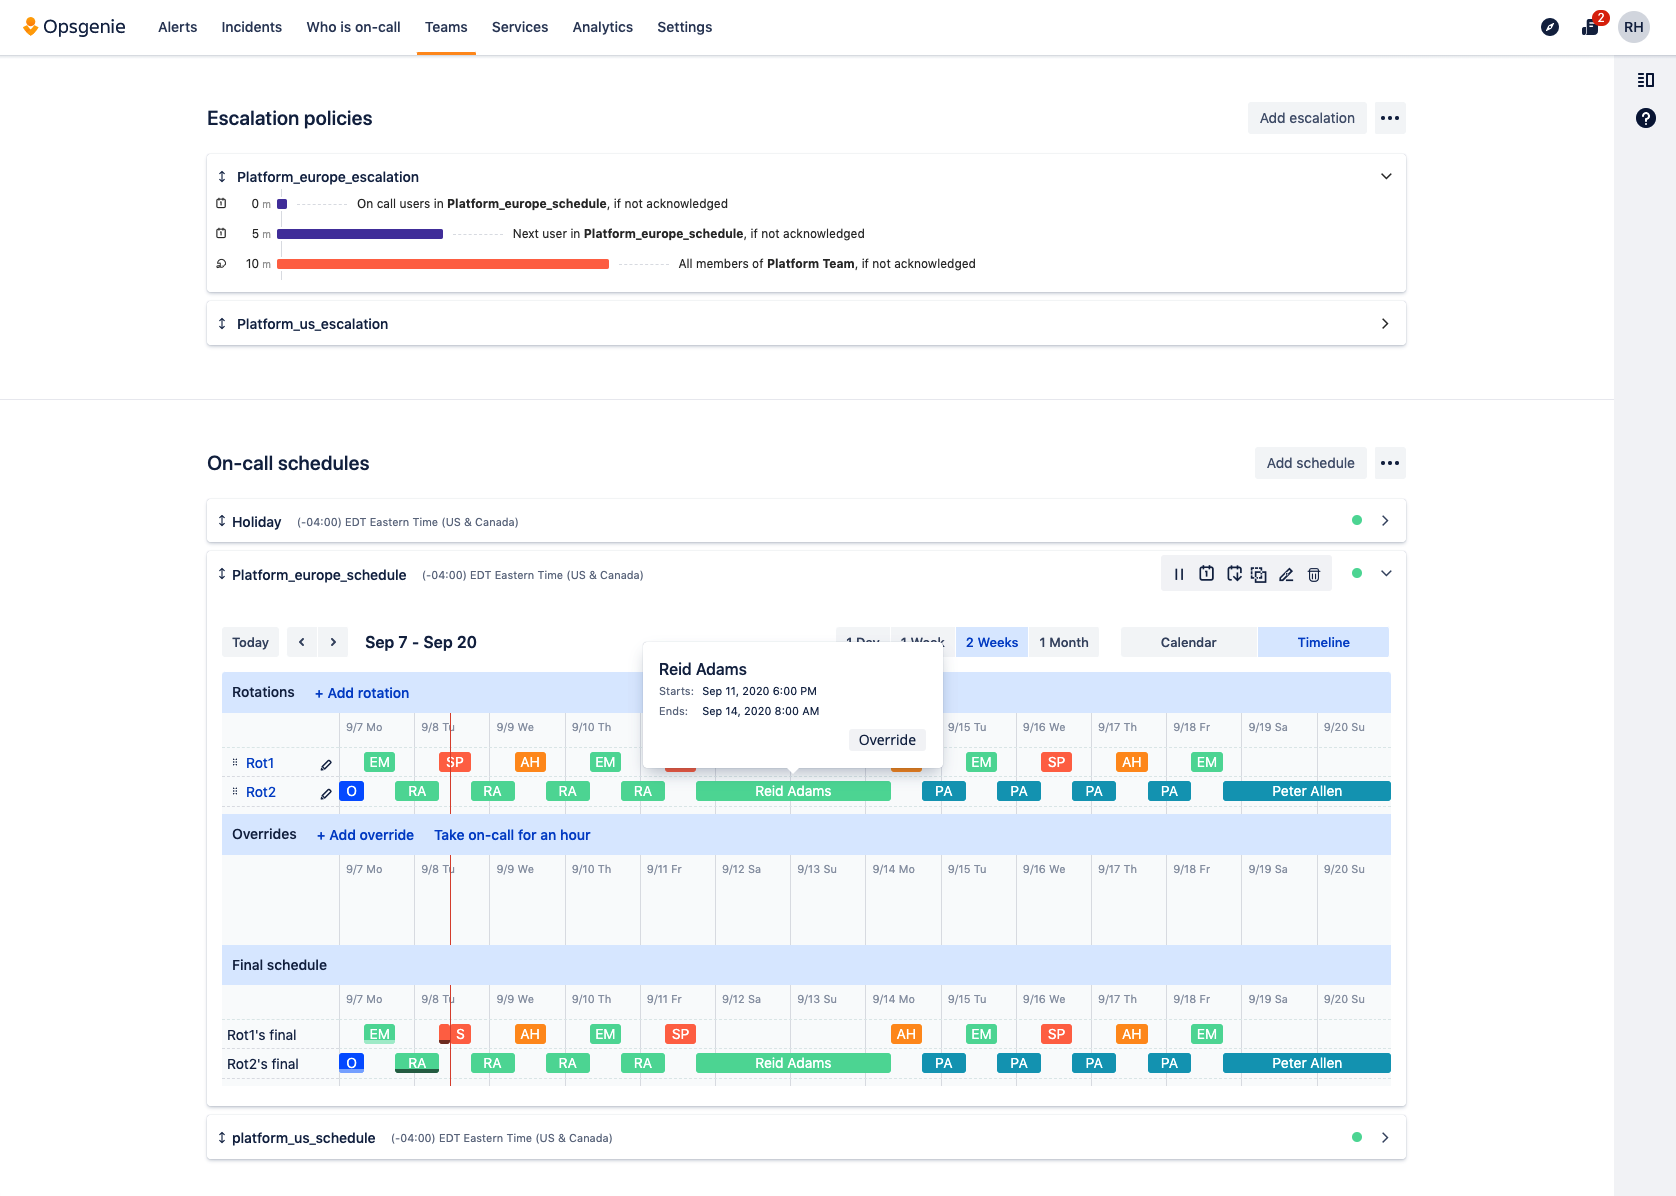 Opsgenie Alerts Incidents Who is on-call Teams Services Analytics Settings 2 RH
Escalation policies Add escalation
Platform_europe_escalation
0 m On call users in Platform_europe_schedule, if not acknowledged
5 m Next user in Platform_europe_schedule, if not acknowledged
10 m All members of Platform Team, if not acknowledged
Platform_us_escalation
On-call schedules Add schedule
Holiday (-04:00) EDT Eastern Time (US & Canada)
Platform_europe_schedule (-04:00) EDT Eastern Time (US & Canada)
Today Sep 7 - Sep 20 1 Day 1 Week 2 Weeks 1 Month Calendar Timeline
Reid Adams
Starts: Sep 11, 2020 6:00 PM
Ends: Sep 14, 2020 8:00 AM
Override
Rotations + Add rotation
9/7 Mo 9/8 Tu 9/9 We 9/10 Th 9/15 Tu 9/16 We 9/17 Th 9/18 Fr 9/19 Sa 9/20 Su
Rot1 EM SP AH EM EM SP AH EM
Rot2 O RA RA RA RA Reid Adams PA PA PA PA Peter Allen
Overrides + Add override Take on-call for an hour
9/7 Mo 9/8 Tu 9/9 We 9/10 Th 9/11 Fr 9/12 Sa 9/13 Su 9/14 Mo 9/15 Tu 9/16 We 9/17 Th 9/18 Fr 9/19 Sa 9/20 Su
Final schedule
9/7 Mo 9/8 Tu 9/9 We 9/10 Th 9/11 Fr 9/12 Sa 9/13 Su 9/14 Mo 9/15 Tu 9/16 We 9/17 Th 9/18 Fr 9/19 Sa 9/20 Su
Rot1's final EM S AH EM SP AH EM SP AH EM
Rot2's final O RA RA RA RA Reid Adams PA PA PA PA Peter Allen
platform_us_schedule (-04:00) EDT Eastern Time (US & Canada)